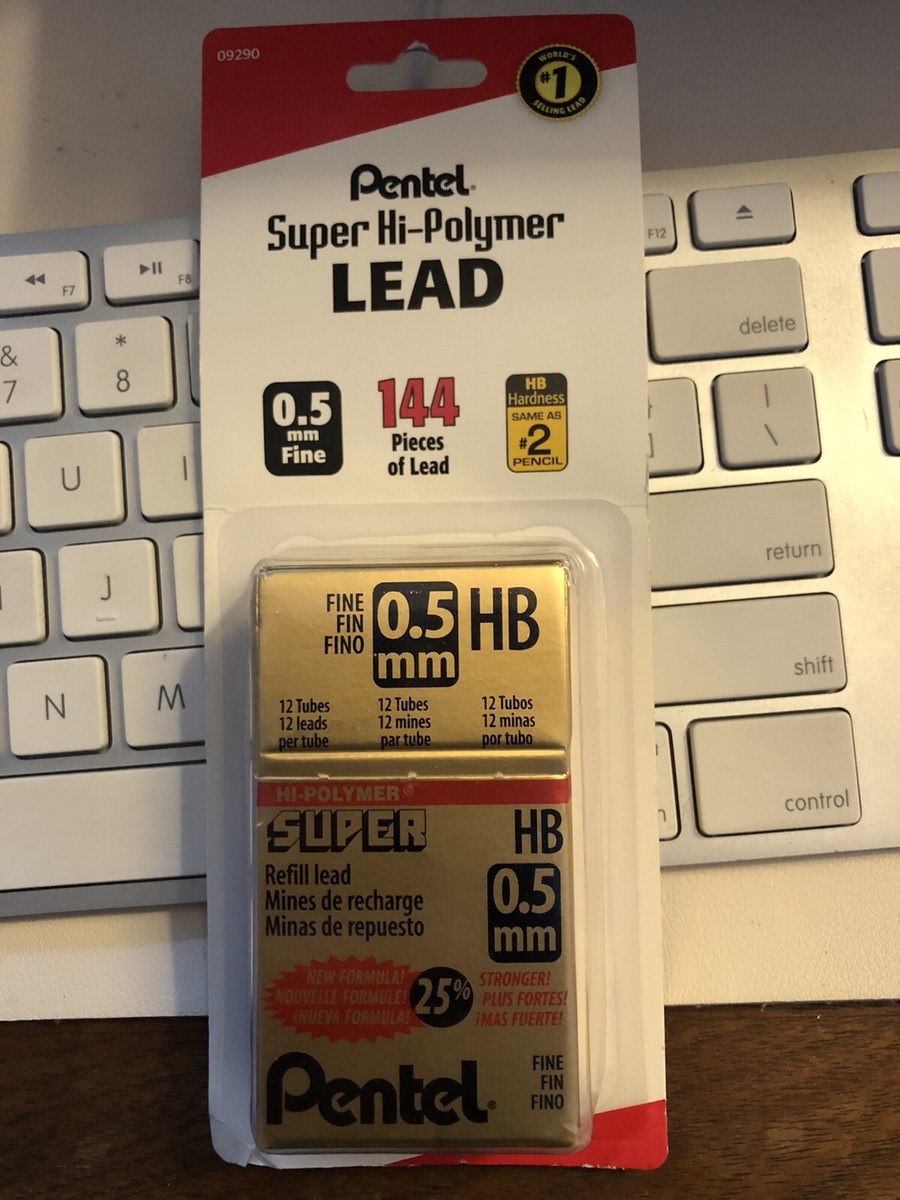 09290
WORLD'S
#1
SELLING LEAD
Pentel®
Super Hi-Polymer
LEAD
0.5
mm
Fine
144
Pieces
of Lead
HB
Hardness
SAME AS
#2
PENCIL
FINE
FIN
FINO
0.5
mm
HB
12 Tubes
12 leads
per tube
12 Tubes
12 mines
par tube
12 Tubos
12 minas
por tubo
HI-POLYMER®
SUPER
HB
Refill lead
Mines de recharge
Minas de repuesto
0.5
mm
NEW FORMULA!
NOUVELLE FORMULE!
¡NUEVA FORMULA!
25%
STRONGER!
PLUS FORTES!
¡MAS FUERTE!
Pentel®
FINE
FIN
FINO
F7
F8
F12
&
7
*
8
delete
U
I
]
|
\
J
return
N
M
shift
control